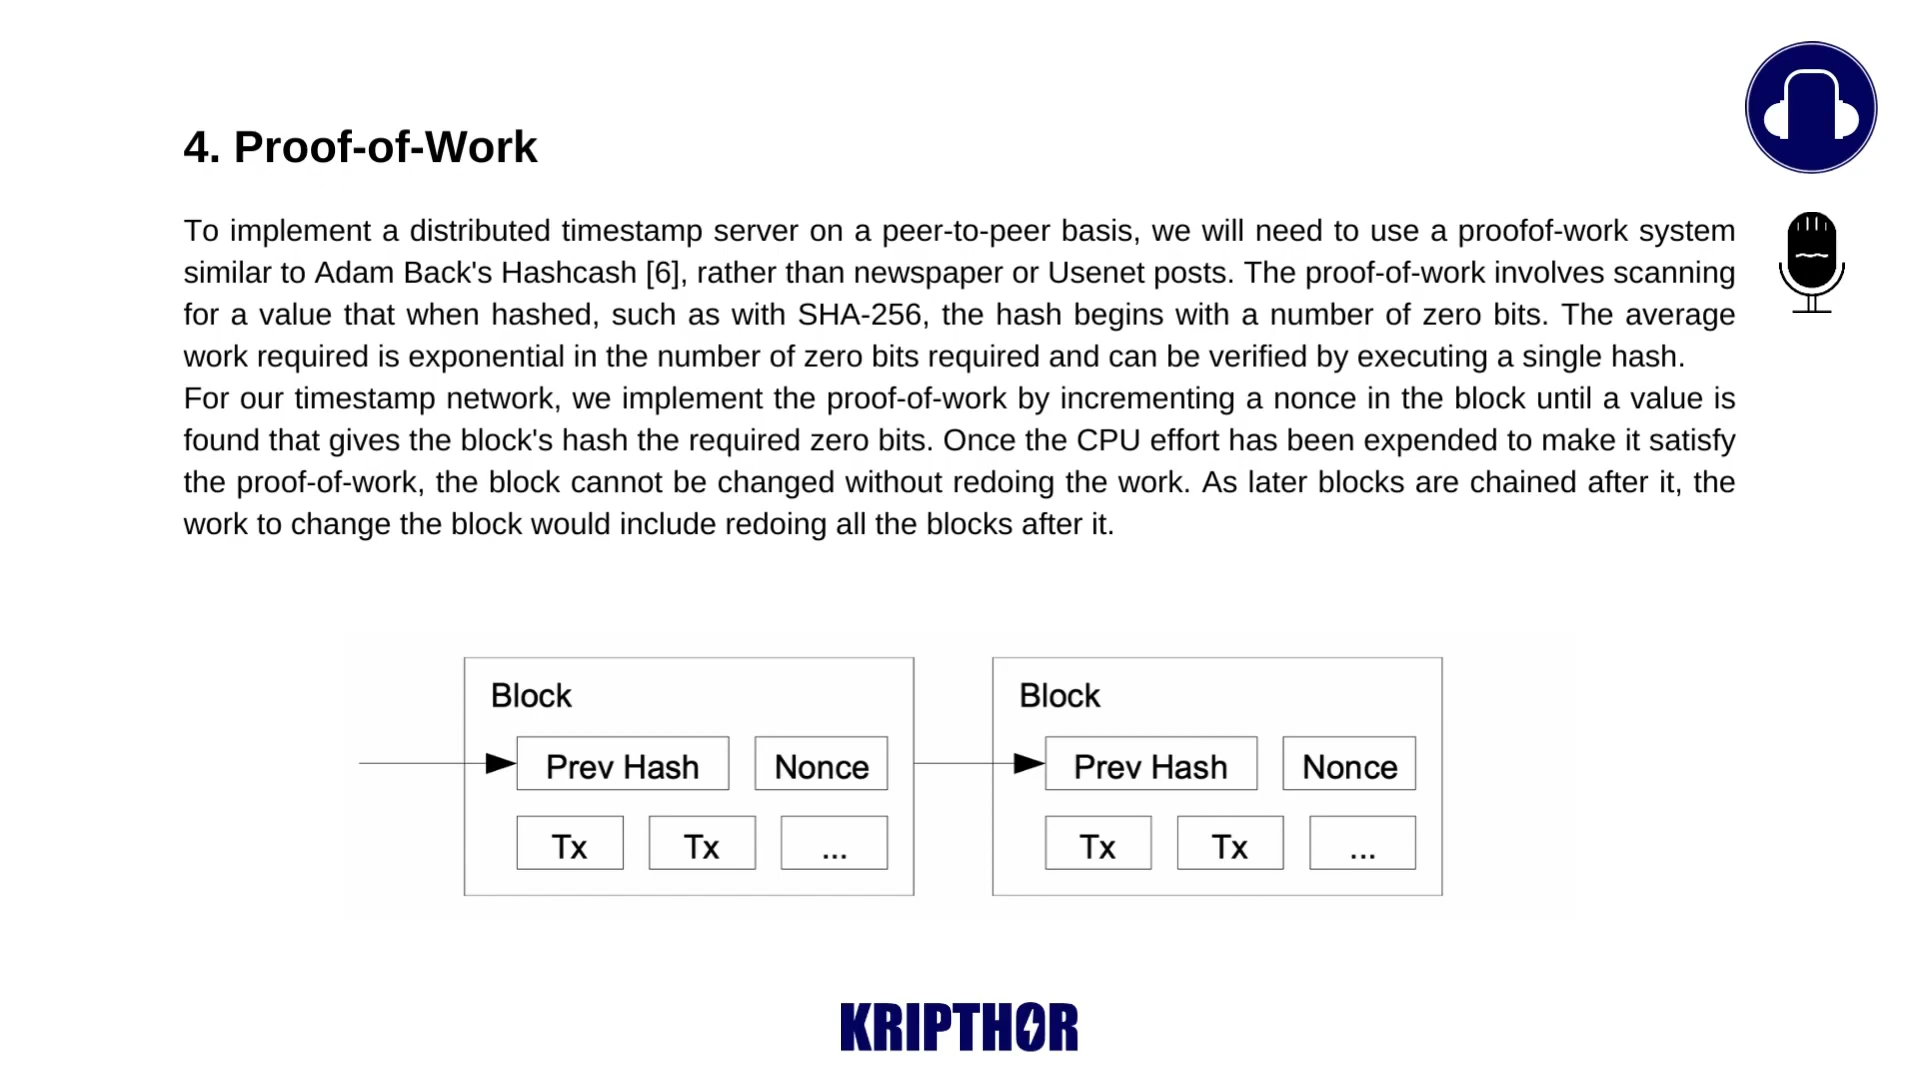 4. Proof-of-Work
To implement a distributed timestamp server on a peer-to-peer basis, we will need to use a proofof-work system
similar to Adam Back's Hashcash [6], rather than newspaper or Usenet posts. The proof-of-work involves scanning
for a value that when hashed, such as with SHA-256, the hash begins with a number of zero bits. The average
work required is exponential in the number of zero bits required and can be verified by executing a single hash.
For our timestamp network, we implement the proof-of-work by incrementing a nonce in the block until a value is
found that gives the block's hash the required zero bits. Once the CPU effort has been expended to make it satisfy
the proof-of-work, the block cannot be changed without redoing the work. As later blocks are chained after it, the
work to change the block would include redoing all the blocks after it.
Block
Prev Hash Nonce
Tx Tx ...
Block
Prev Hash Nonce
Tx Tx ...
KRIPTHOR